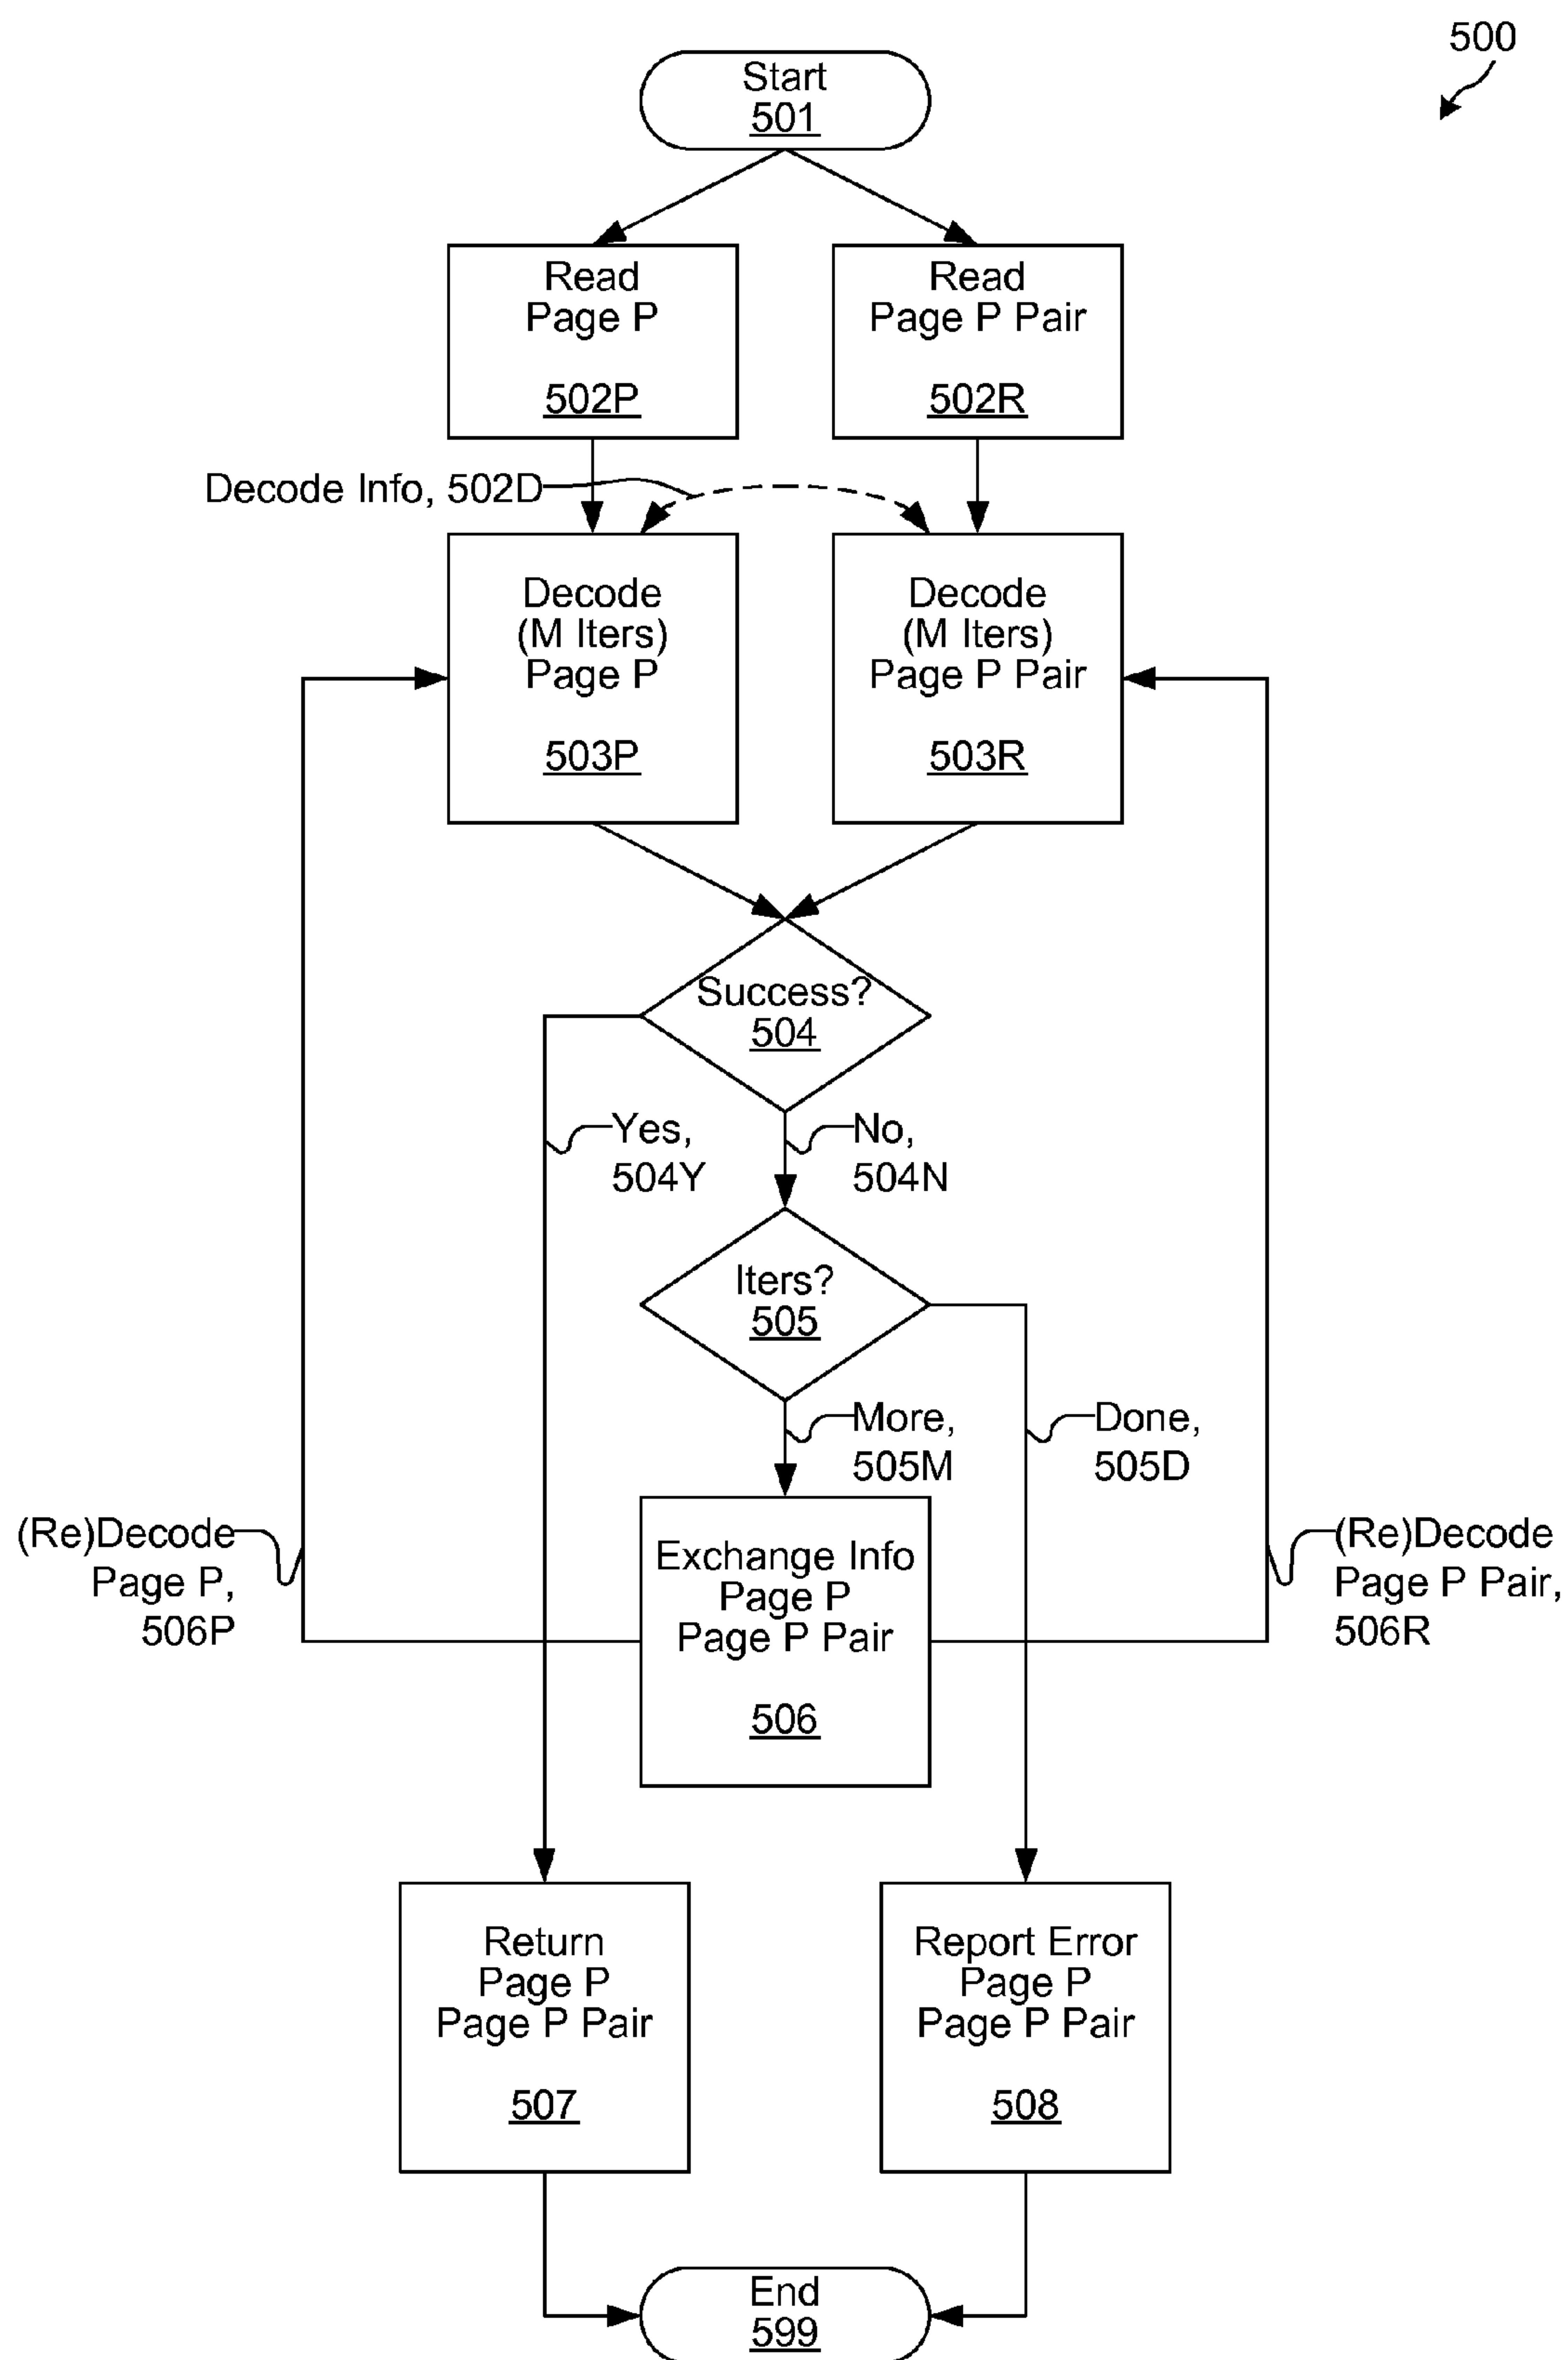 500
Start
501
Read
Page P
502P
Read
Page P Pair
502R
Decode Info, 502D
Decode
(M Iters)
Page P
503P
Decode
(M Iters)
Page P Pair
503R
Success?
504
Yes,
504Y
No,
504N
Iters?
505
More,
505M
Done,
505D
(Re)Decode
Page P,
506P
Exchange Info
Page P
Page P Pair
506
(Re)Decode
Page P Pair,
506R
Return
Page P
Page P Pair
507
Report Error
Page P
Page P Pair
508
End
599